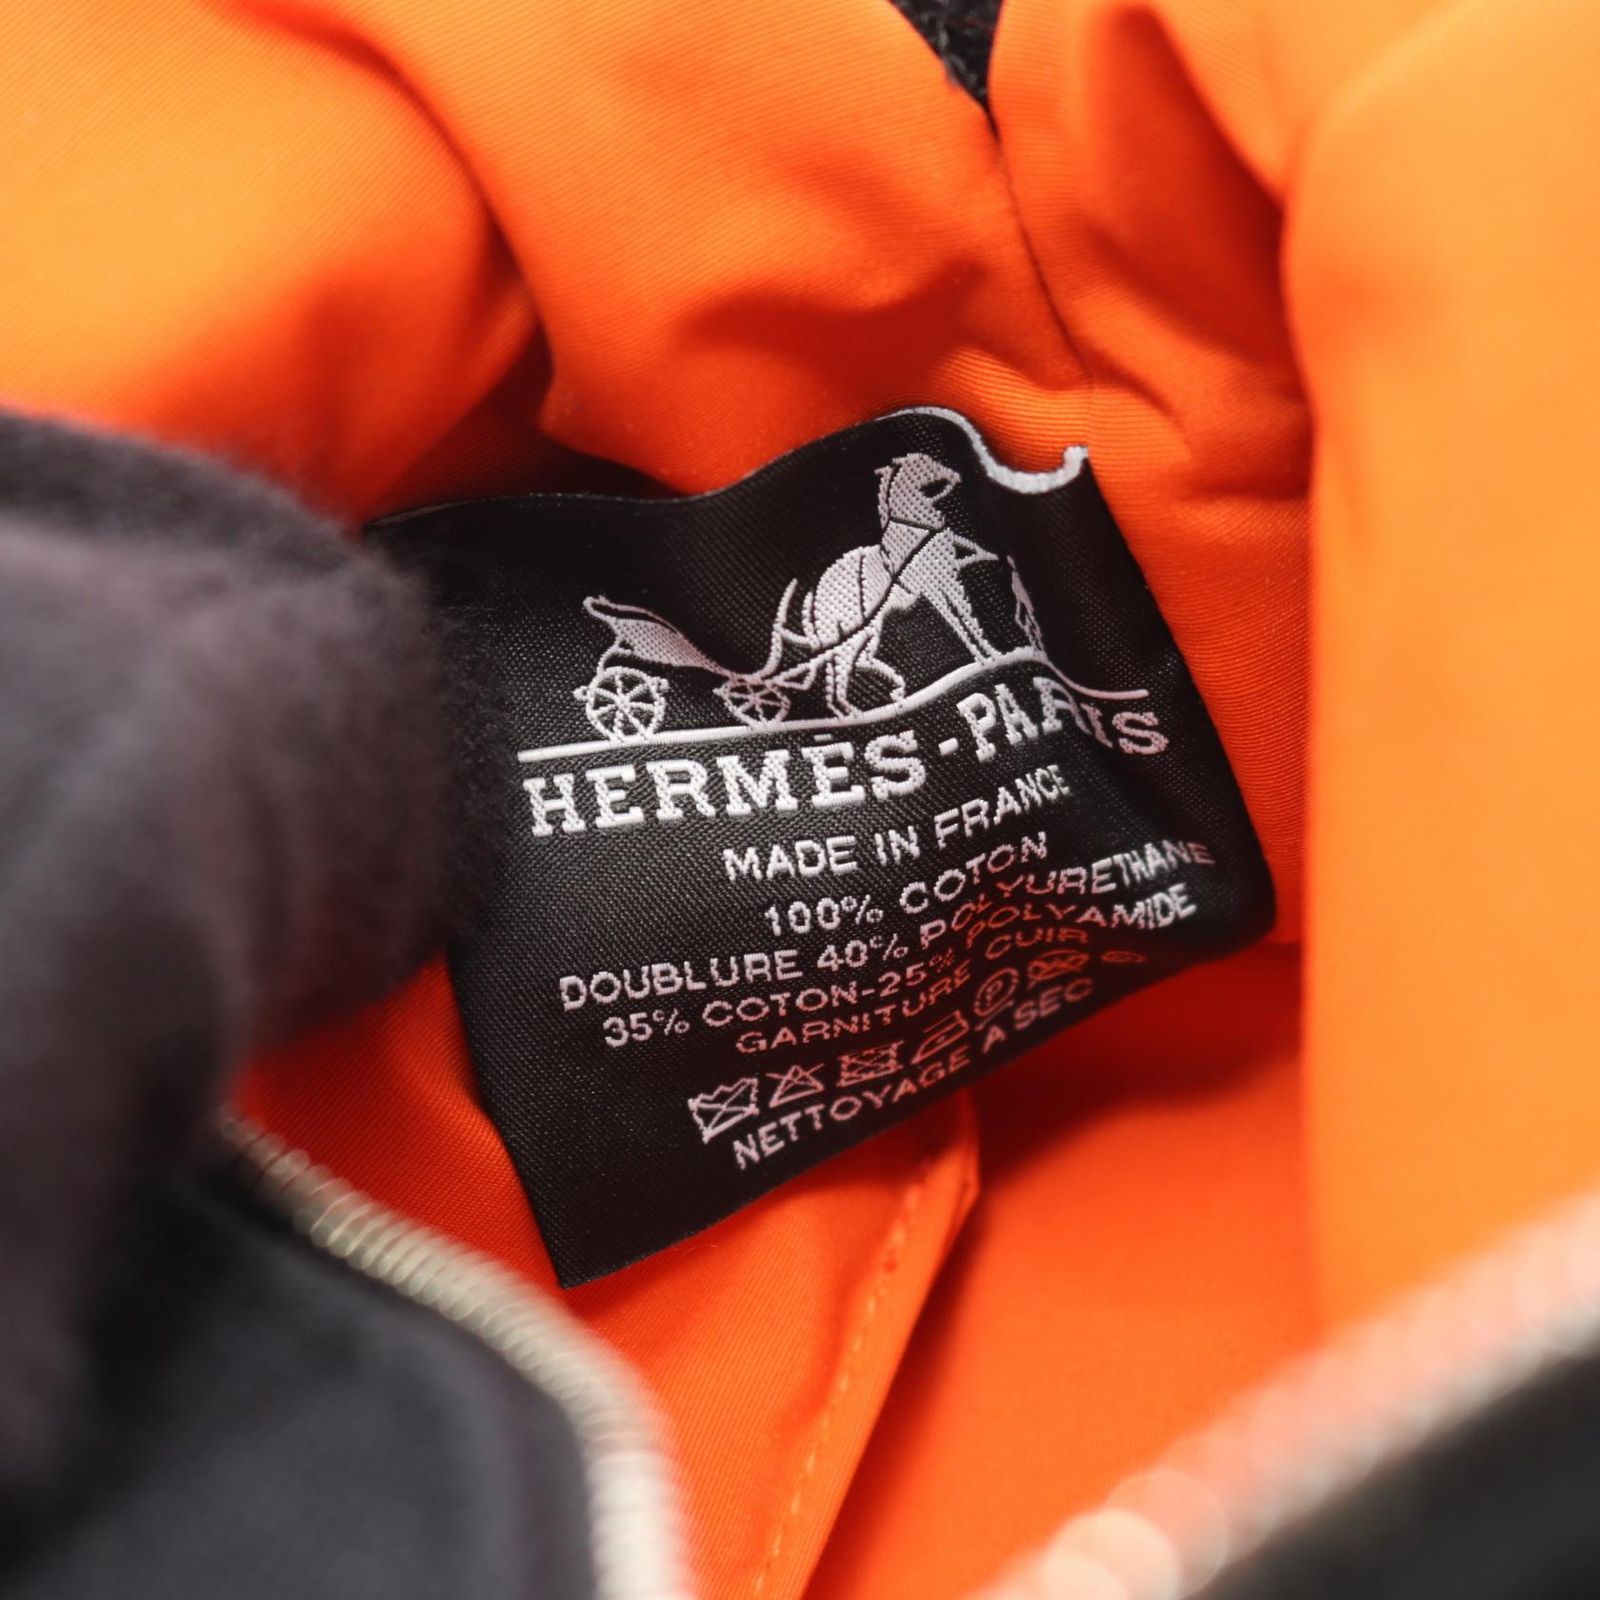 HERMÈS-PARIS
MADE IN FRANCE
100% COTON
DOUBLURE 40% POLYURETHANE
35% COTON-25% POLYAMIDE
GARNITURE CUIR
P
NETTOYAGE A SEC